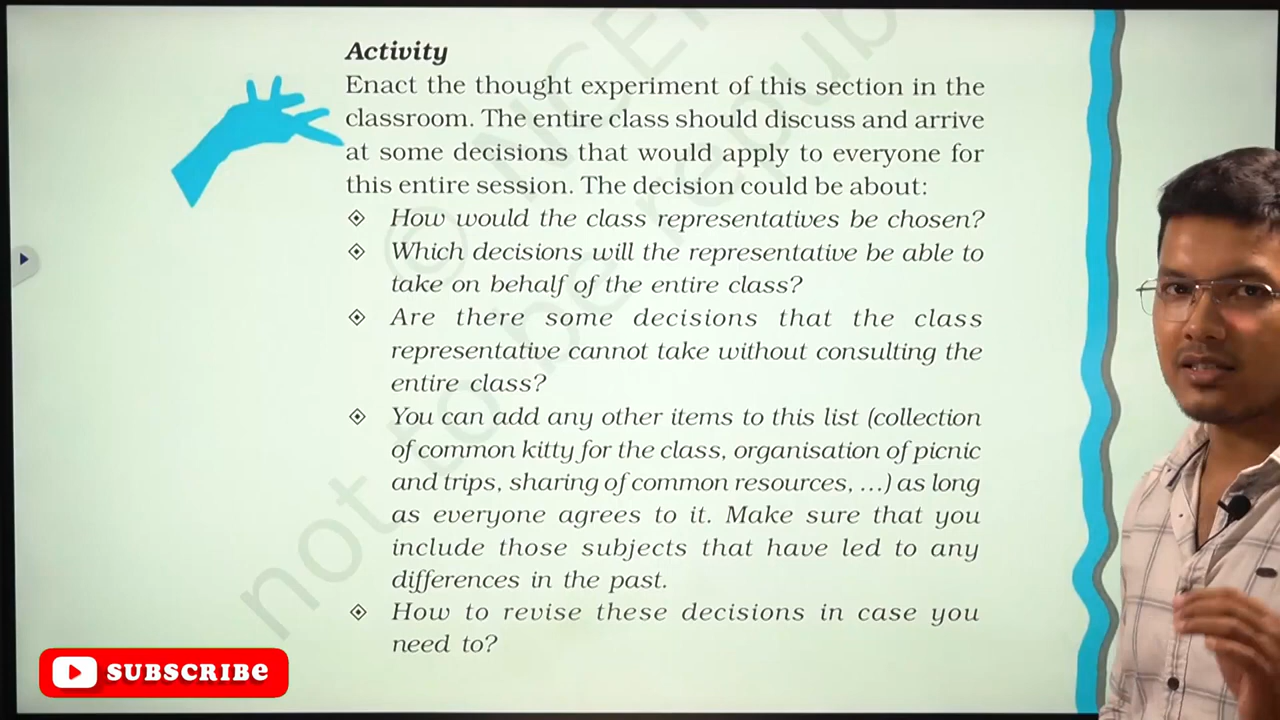 Activity
Enact the thought experiment of this section in the
classroom. The entire class should discuss and arrive
at some decisions that would apply to everyone for
this entire session. The decision could be about:
How would the class representatives be chosen?
Which decisions will the representative be able to
take on behalf of the entire class?
Are there some decisions that the class
representative cannot take without consulting the
entire class?
You can add any other items to this list (collection
of common kitty for the class, organisation of picnic
and trips, sharing of common resources, ...) as long
as everyone agrees to it. Make sure that you
include those subjects that have led to any
differences in the past.
How to revise these decisions in case you
need to?
not to be republ
© NCE
SUBSCRIBE